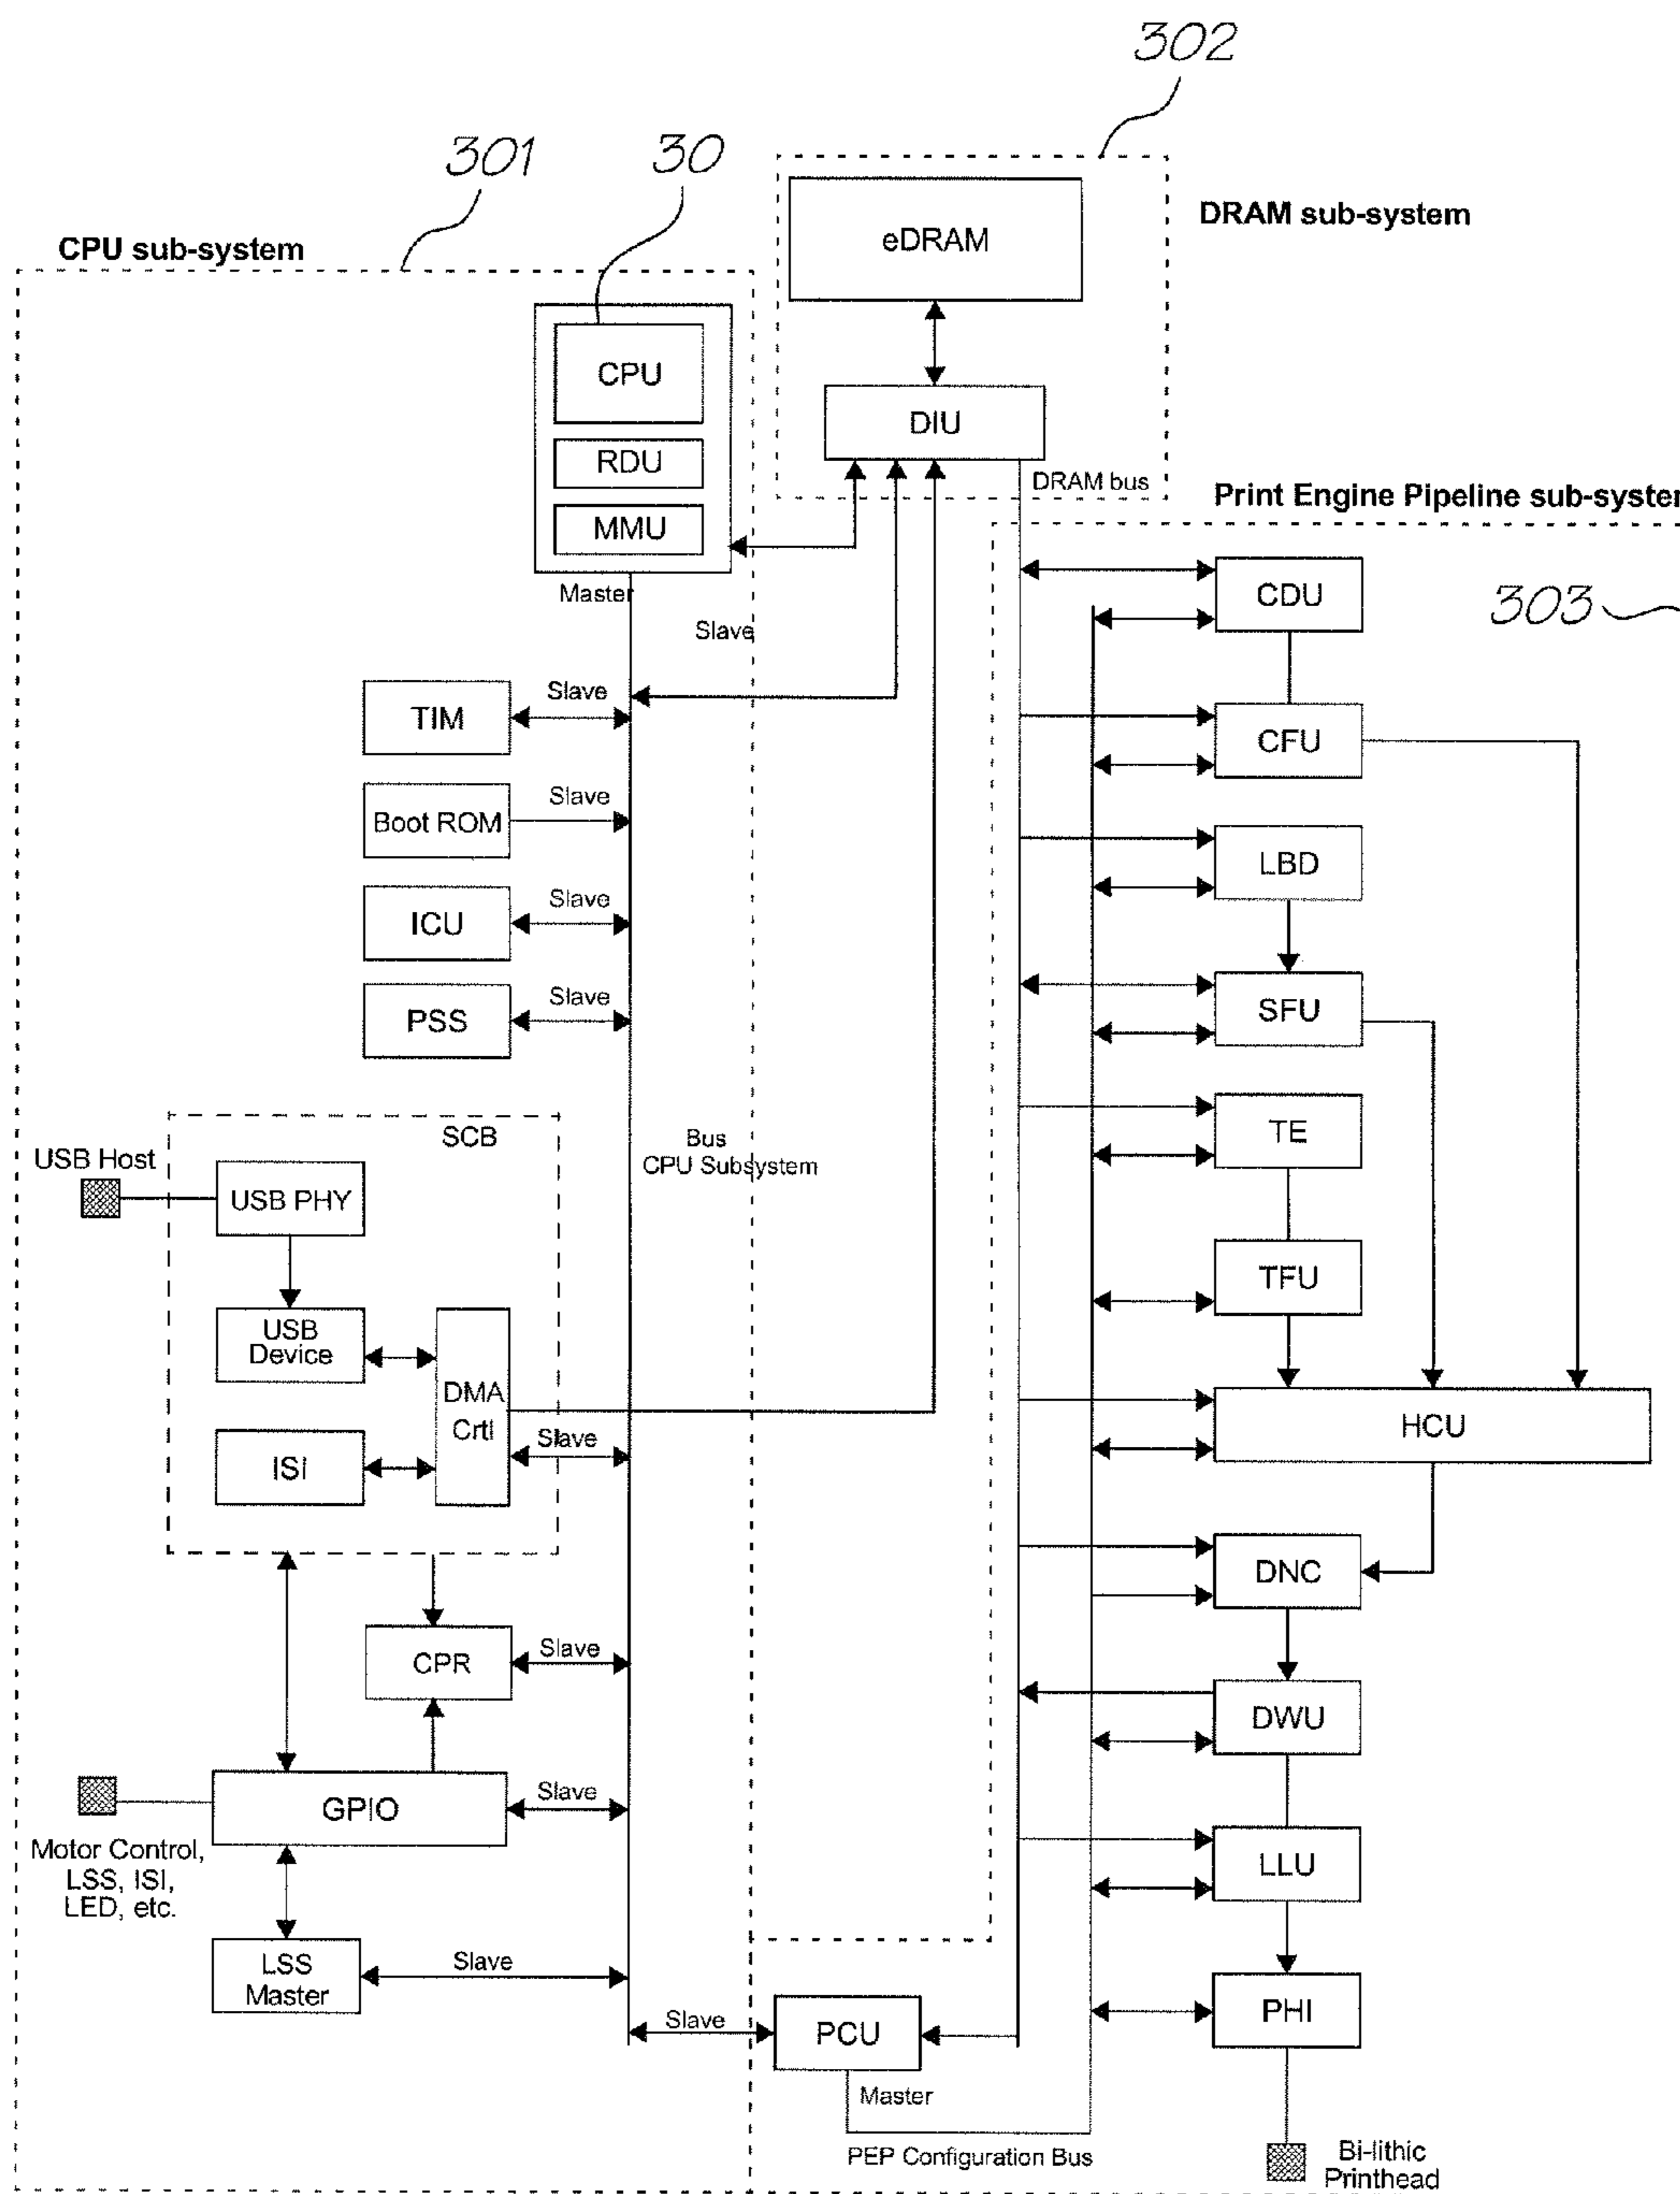 302
301
30
DRAM sub-system
CPU sub-system
eDRAM
CPU
DIU
RDU
DRAM bus
Print Engine Pipeline sub-system
MMU
Master
CDU
303
Slave
TIM
Slave
CFU
Boot ROM
Slave
LBD
ICU
Slave
PSS
Slave
SFU
SCB
Bus
CPU Subsystem
TE
USB Host
USB PHY
TFU
USB
Device
DMA
Crtl
Slave
HCU
ISI
DNC
CPR
Slave
DWU
GPIO
Slave
Motor Control,
LSS, ISI,
LED, etc.
LLU
LSS
Master
Slave
Slave
PCU
PHI
Master
PEP Configuration Bus
Bi-lithic
Printhead